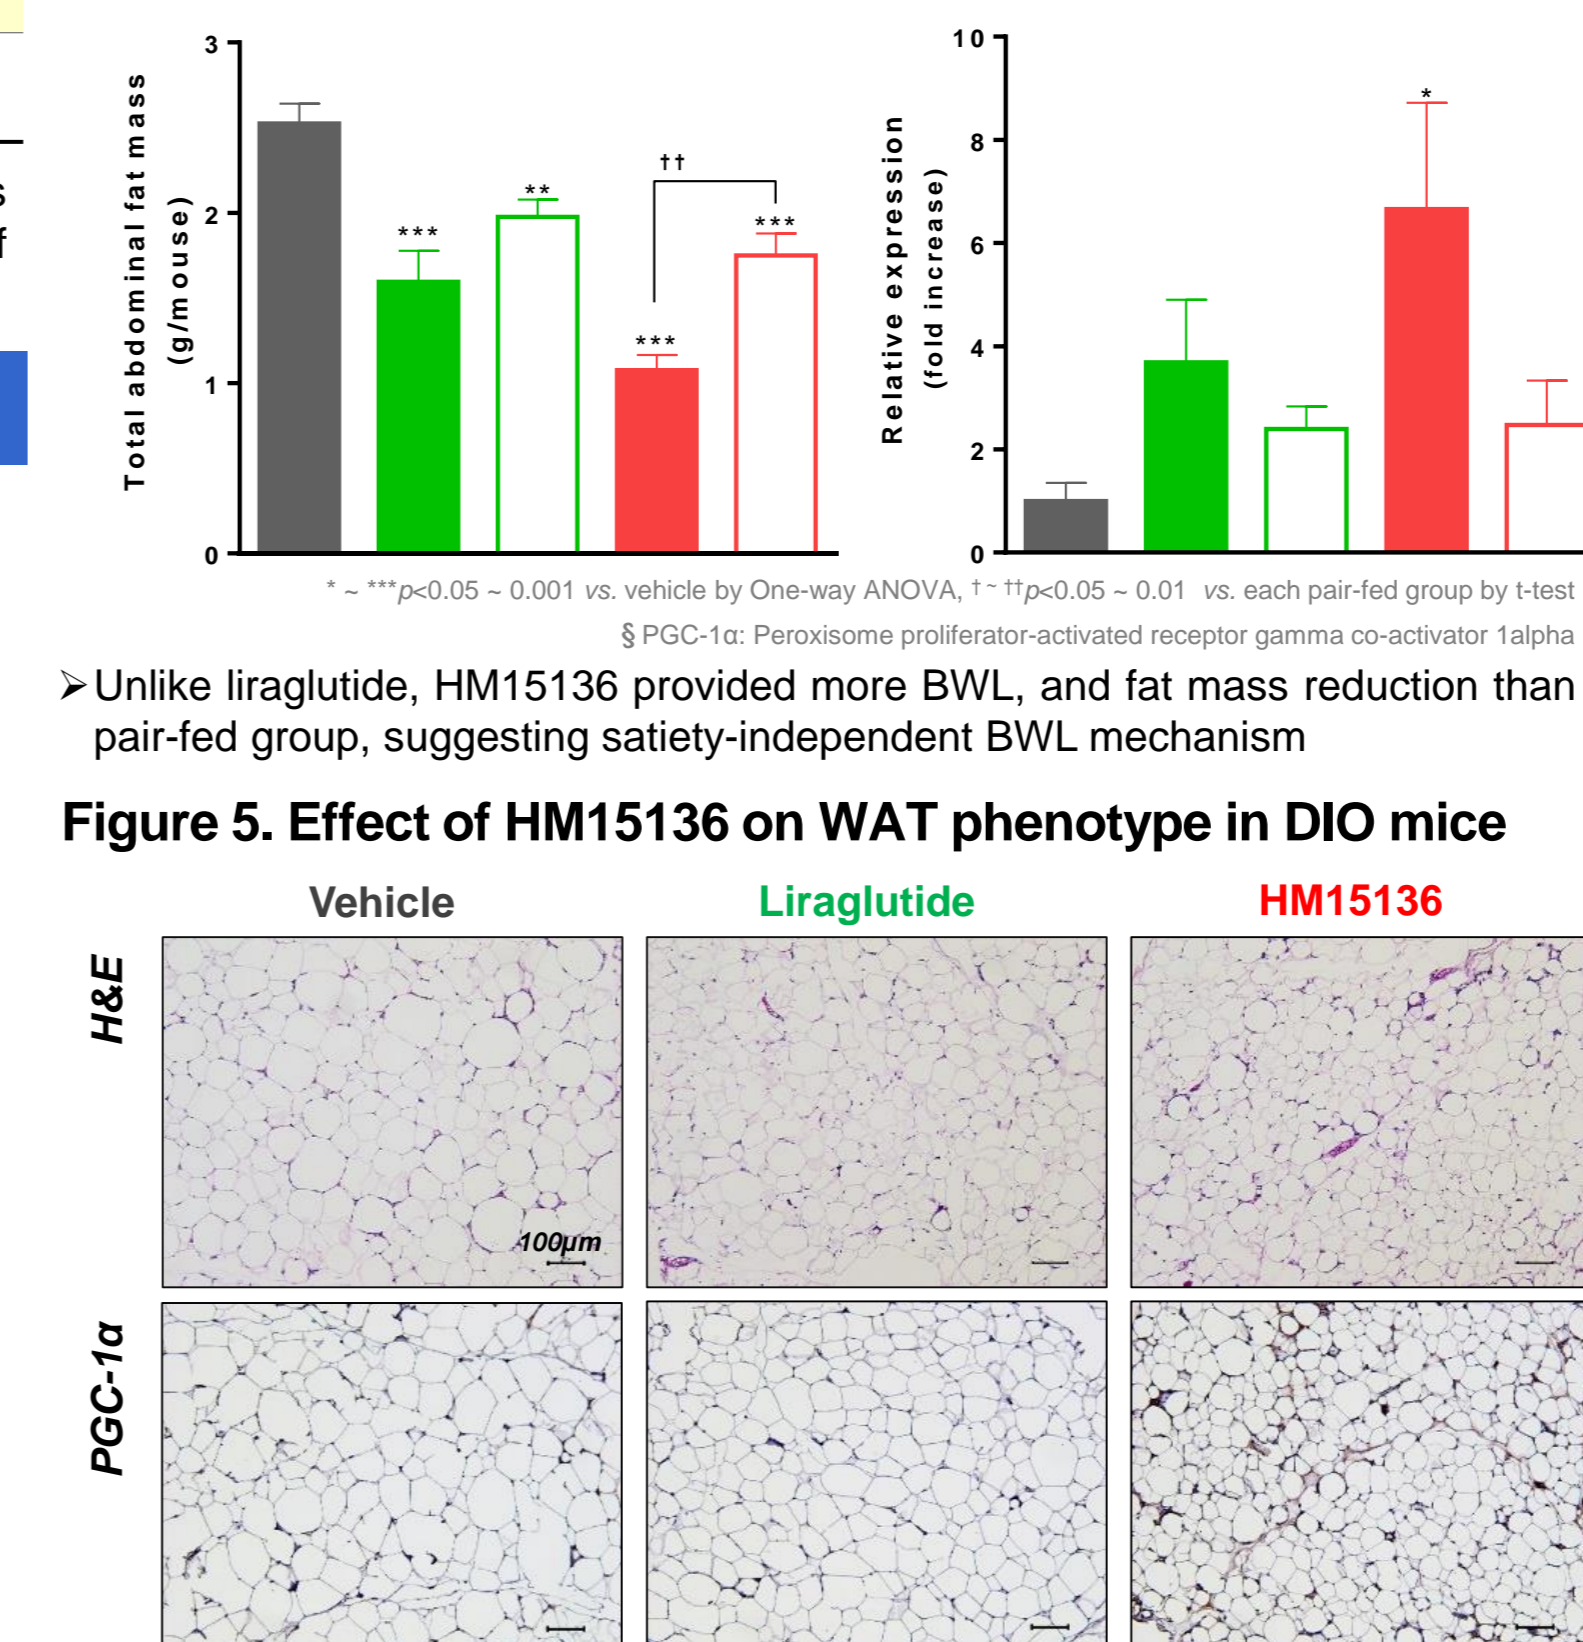 s
f
3
2
1
0
Total abdominal fat mass
(g/mouse)
***
**
††
***
***
10
8
6
4
2
0
Relative expression
(fold increase)
*
* ~ ***p<0.05 ~ 0.001 vs. vehicle by One-way ANOVA, † ~ ††p<0.05 ~ 0.01 vs. each pair-fed group by t-test
§ PGC-1α: Peroxisome proliferator-activated receptor gamma co-activator 1alpha
➢Unlike liraglutide, HM15136 provided more BWL, and fat mass reduction than
pair-fed group, suggesting satiety-independent BWL mechanism
Figure 5. Effect of HM15136 on WAT phenotype in DIO mice
Vehicle Liraglutide HM15136
H&E
100µm
PGC-1α